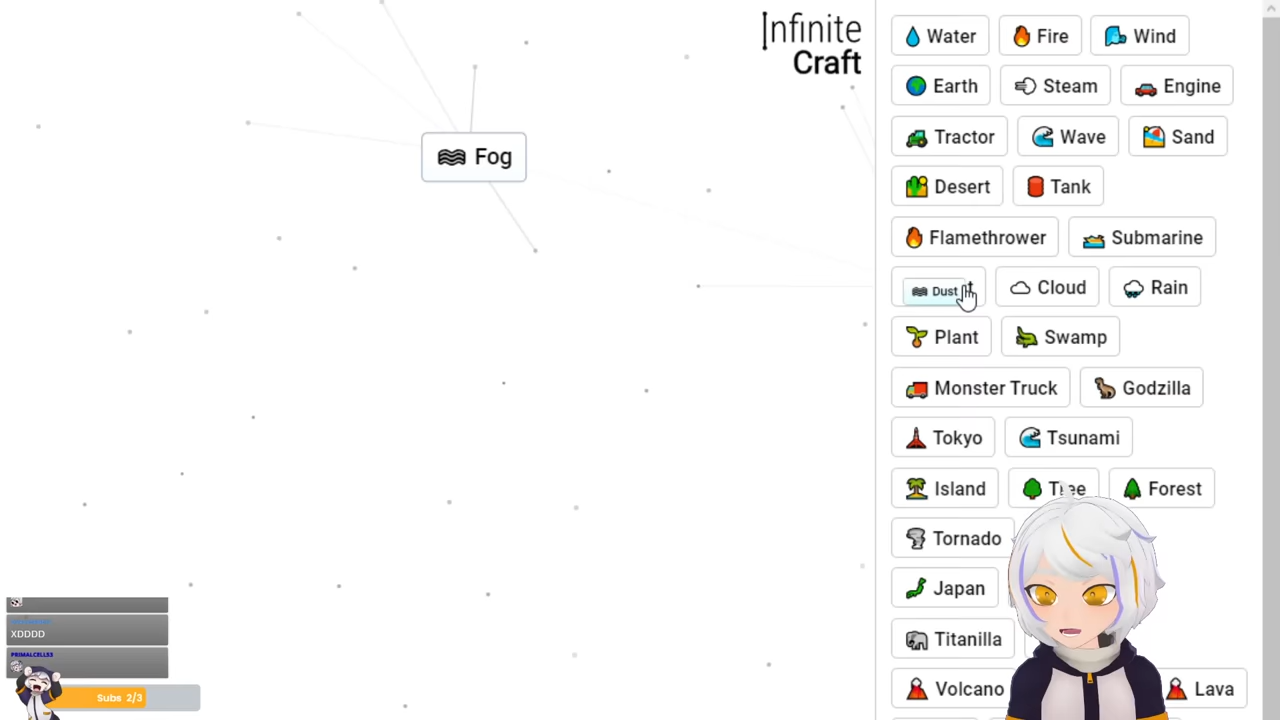 Infinite
Craft
Fog
Water
Fire
Wind
Earth
Steam
Engine
Tractor
Wave
Sand
Desert
Tank
Flamethrower
Submarine
Dust
Cloud
Rain
Plant
Swamp
Monster Truck
Godzilla
Tokyo
Tsunami
Island
Tree
Forest
Tornado
Japan
Titanilla
Volcano
Lava
XDDDD
PRIMALCELL53
Subs 2/3